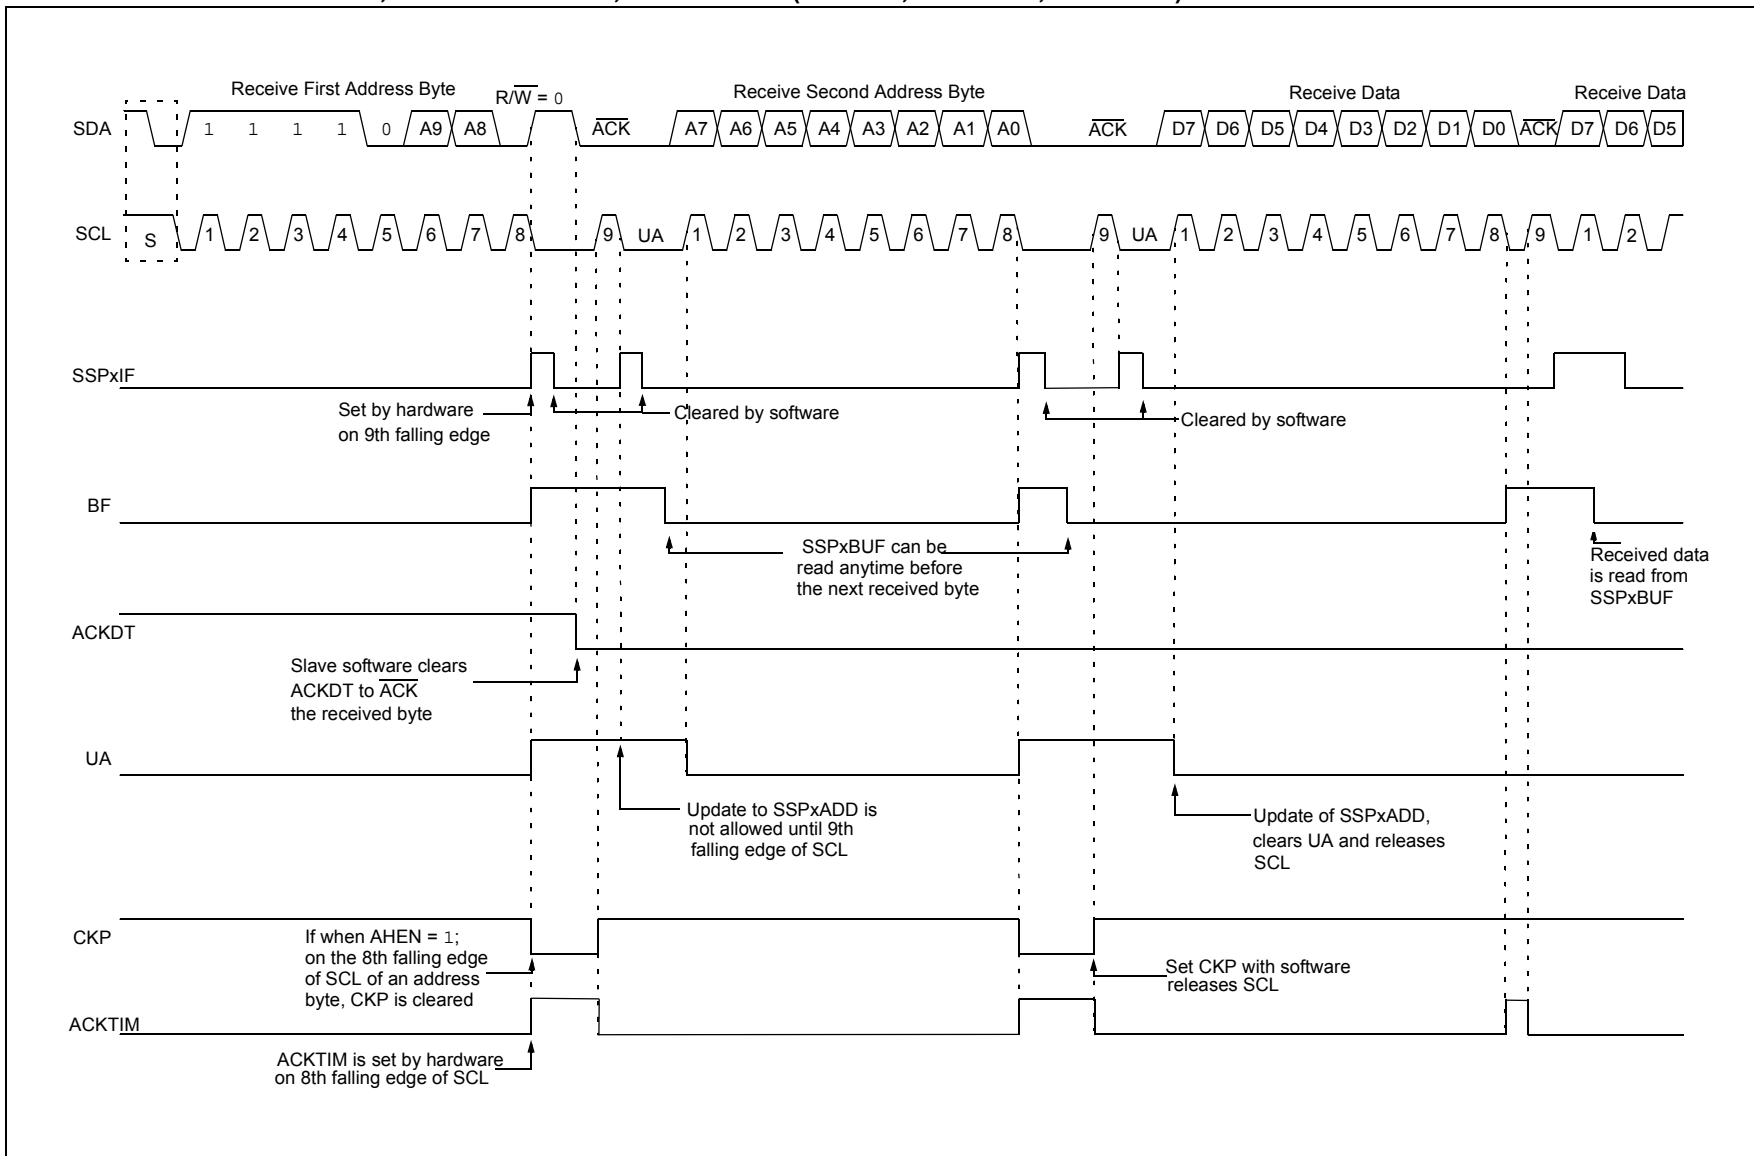 Receive First Address Byte
R/W = 0
Receive Second Address Byte
Receive Data
Receive Data
SDA
1 1 1 1 0 A9 A8
ACK
A7 A6 A5 A4 A3 A2 A1 A0
ACK
D7 D6 D5 D4 D3 D2 D1 D0
ACK
D7 D6 D5
SCL
S
1 2 3 4 5 6 7 8
9
UA
1 2 3 4 5 6 7 8
9
UA
1 2 3 4 5 6 7 8
9
1 2
SSPxIF
Set by hardware
on 9th falling edge
Cleared by software
Cleared by software
BF
SSPxBUF can be
read anytime before
the next received byte
Received data
is read from
SSPxBUF
ACKDT
Slave software clears
ACKDT to ACK
the received byte
UA
Update to SSPxADD is
not allowed until 9th
falling edge of SCL
Update of SSPxADD,
clears UA and releases
SCL
CKP
If when AHEN = 1;
on the 8th falling edge
of SCL of an address
byte, CKP is cleared
Set CKP with software
releases SCL
ACKTIM
ACKTIM is set by hardware
on 8th falling edge of SCL